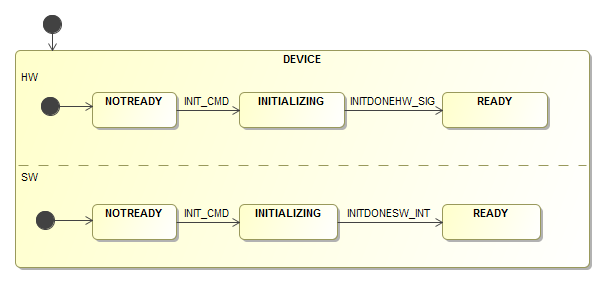 DEVICE
HW
NOTREADY
INIT_CMD
INITIALIZING
INITDONEHW_SIG
READY
SW
NOTREADY
INIT_CMD
INITIALIZING
INITDONESW_INT
READY